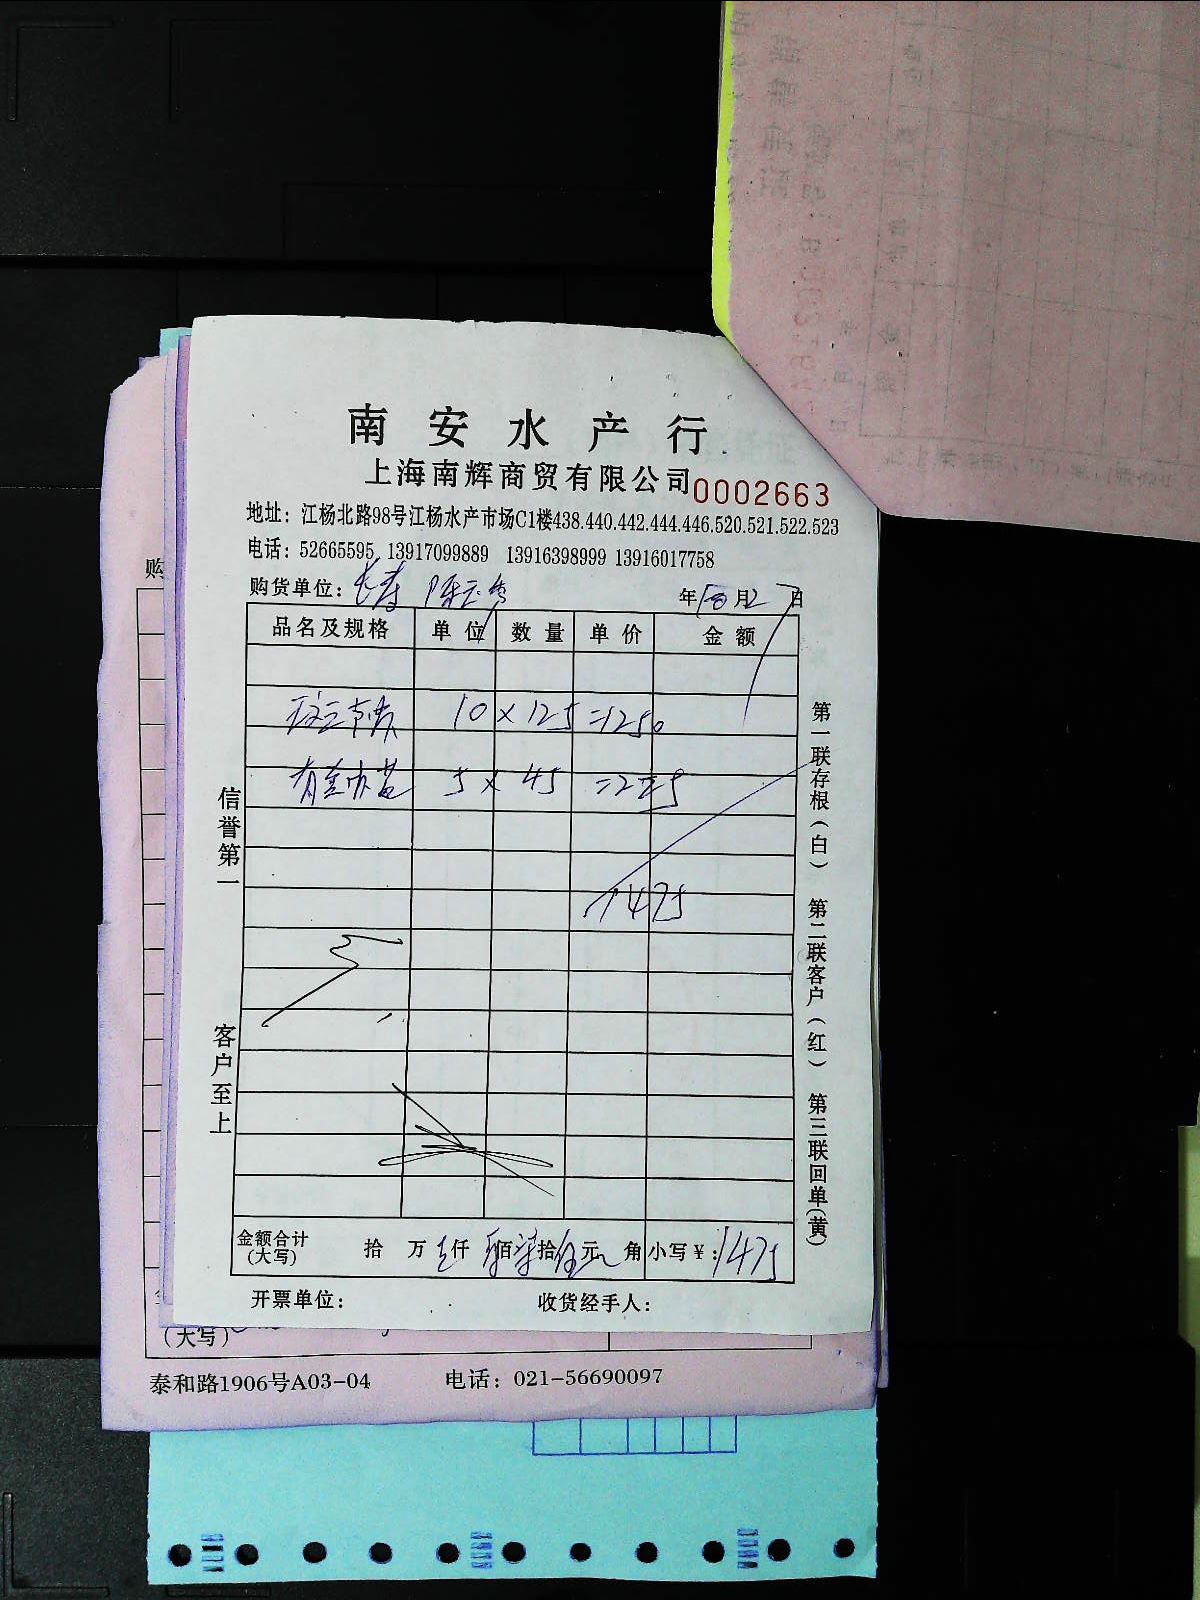 南安水产行
上海南辉商贸有限公司 0002663
地址：江杨北路98号江杨水产市场C1楼438.440.442.444.446.520.521.522.523
电话：52665595 13917099889 13916398999 13916017758
购货单位：长寿 年 月 日
品名及规格 单位 数量 单价 金额
10 × 125 =1250
5 × 45 =225
1475
金额合计（大写） 拾 万 仟 佰 拾 元 角 小写￥：1475
开票单位： 收货经手人：
信誉第一
客户至上
第一联存根（白） 第二联客户（红） 第三联回单（黄）
购
（大写）
泰和路1906号A03-04 电话：021-56690097